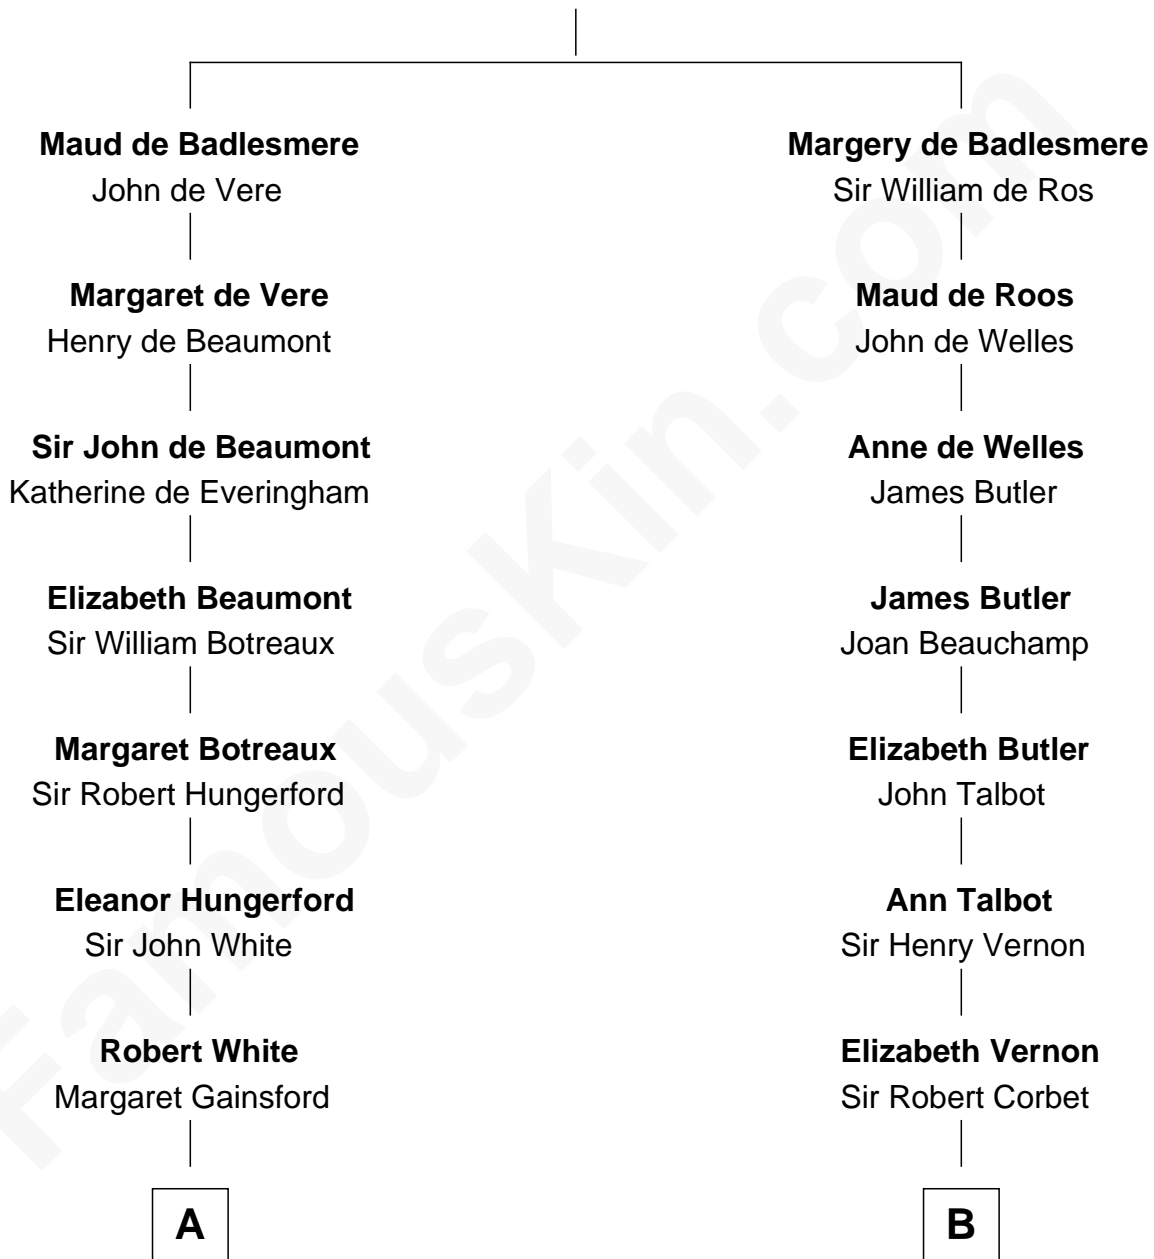 Maud de Badlesmere
John de Vere
Margaret de Vere
Henry de Beaumont
Sir John de Beaumont
Katherine de Everingham
Elizabeth Beaumont
Sir William Botreaux
Margaret Botreaux
Sir Robert Hungerford
Eleanor Hungerford
Sir John White
Robert White
Margaret Gainsford
A
Margery de Badlesmere
Sir William de Ros
Maud de Roos
John de Welles
Anne de Welles
James Butler
James Butler
Joan Beauchamp
Elizabeth Butler
John Talbot
Ann Talbot
Sir Henry Vernon
Elizabeth Vernon
Sir Robert Corbet
B
FamousKin.com